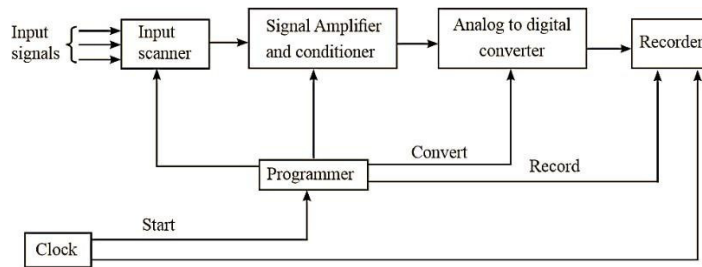 Input
signals
Input
scanner
Signal Amplifier
and conditioner
Analog to digital
converter
Recorder
Convert
Programmer
Record
Start
Clock